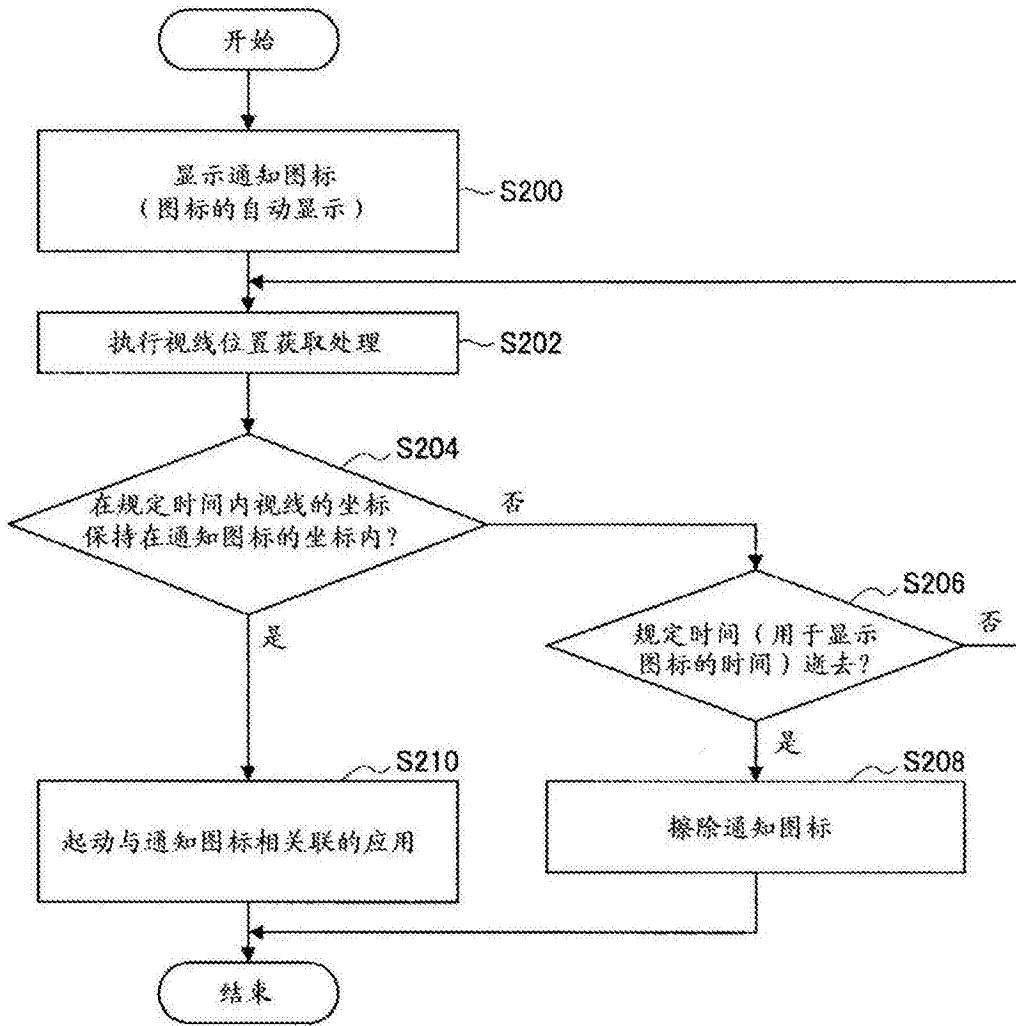 开始
显示通知图标
（图标的自动显示）
S200
执行视线位置获取处理
S202
S204
在规定时间内视线的坐标
保持在通知图标的坐标内?
否
是
S206
规定时间（用于显示
图标的时间）逝去?
否
是
S210
起动与通知图标相关联的应用
S208
擦除通知图标
结束